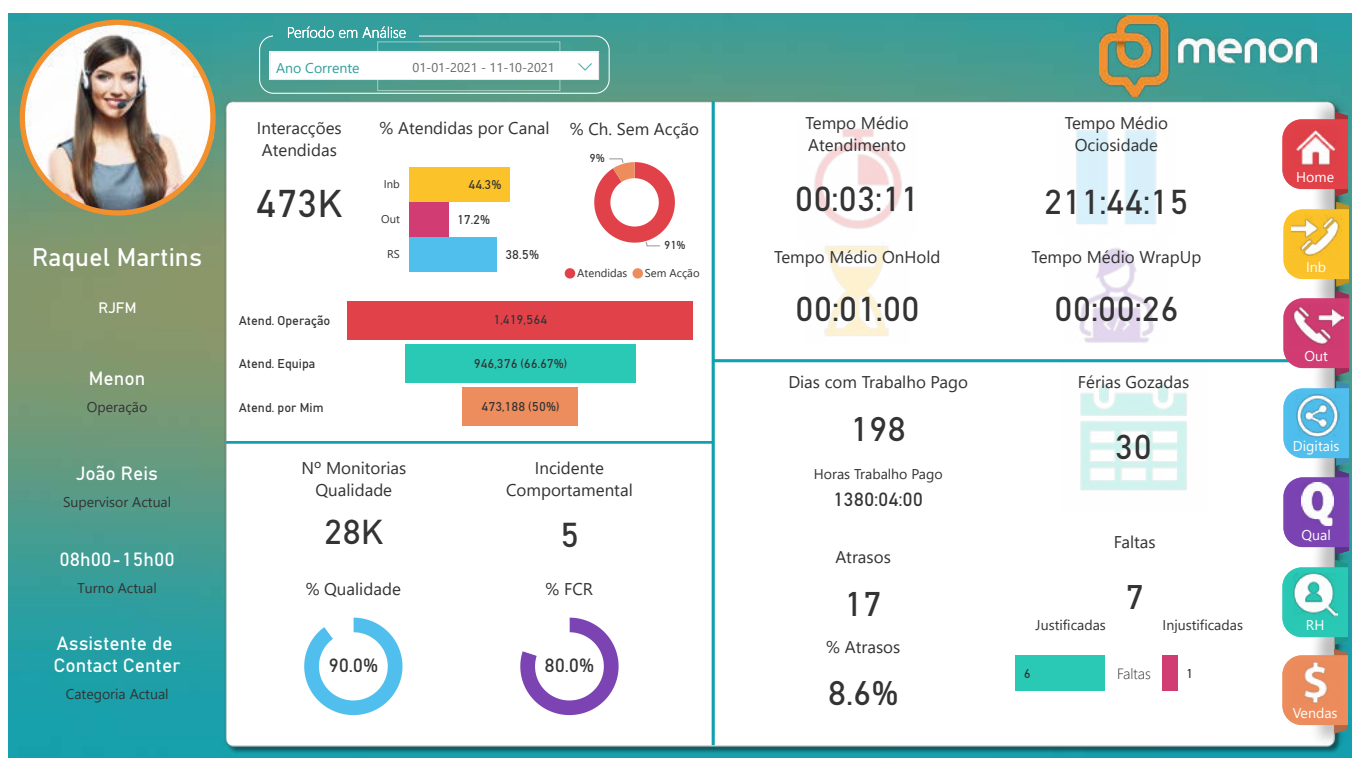 Período em Análise
Ano Corrente
01-01-2021 - 11-10-2021
menon
Raquel Martins
RJFM
Menon
Operação
João Reis
Supervisor Actual
08h00-15h00
Turno Actual
Assistente de
Contact Center
Categoria Actual
Interacções
Atendidas
473K
% Atendidas por Canal
Inb
44.3%
Out
17.2%
RS
38.5%
% Ch. Sem Acção
9%
91%
Atendidas
Sem Acção
Atend. Operação
1,419,564
Atend. Equipa
946,376 (66.67%)
Atend. por Mim
473,188 (50%)
Nº Monitorias
Qualidade
28K
Incidente
Comportamental
5
% Qualidade
90.0%
% FCR
80.0%
Tempo Médio
Atendimento
00:03:11
Tempo Médio
Ociosidade
211:44:15
Tempo Médio OnHold
00:01:00
Tempo Médio WrapUp
00:00:26
Dias com Trabalho Pago
198
Horas Trabalho Pago
1380:04:00
Férias Gozadas
30
Atrasos
17
% Atrasos
8.6%
Faltas
7
Justificadas
Injustificadas
6
Faltas
1
Home
Inb
Out
Digitais
Q
Qual
RH
$
Vendas